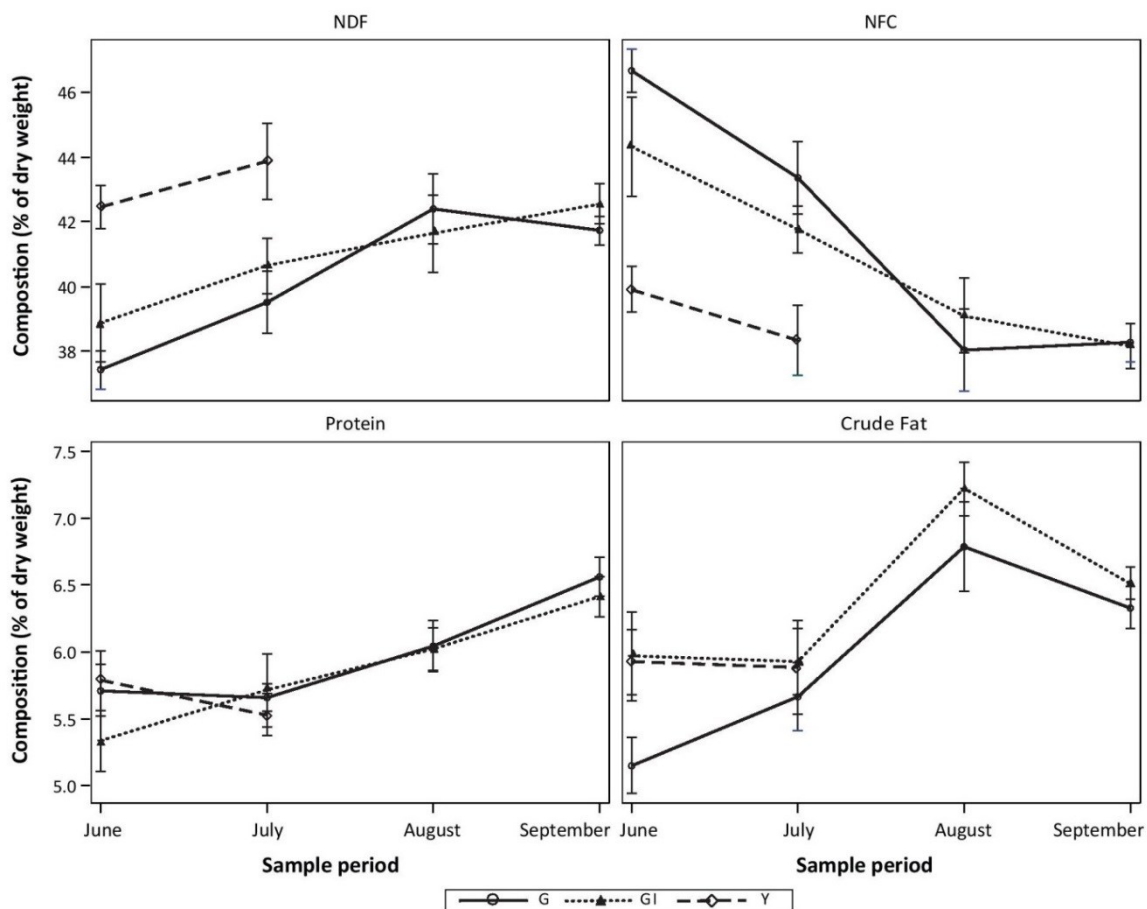 NDF NFC
Compostion (% of dry weight)
46
44
42
40
38
Protein Crude Fat
Composition (% of dry weight)
7.5
7.0
6.5
6.0
5.5
5.0
June July August September June July August September
Sample period Sample period
G GI Y